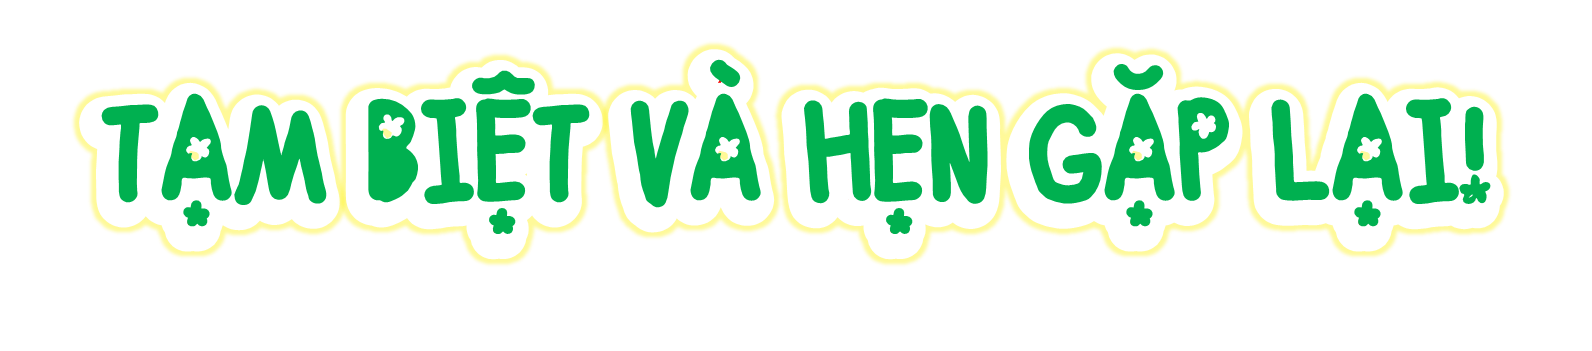 TẠM BIỆT VÀ HẸN GẶP LẠI!